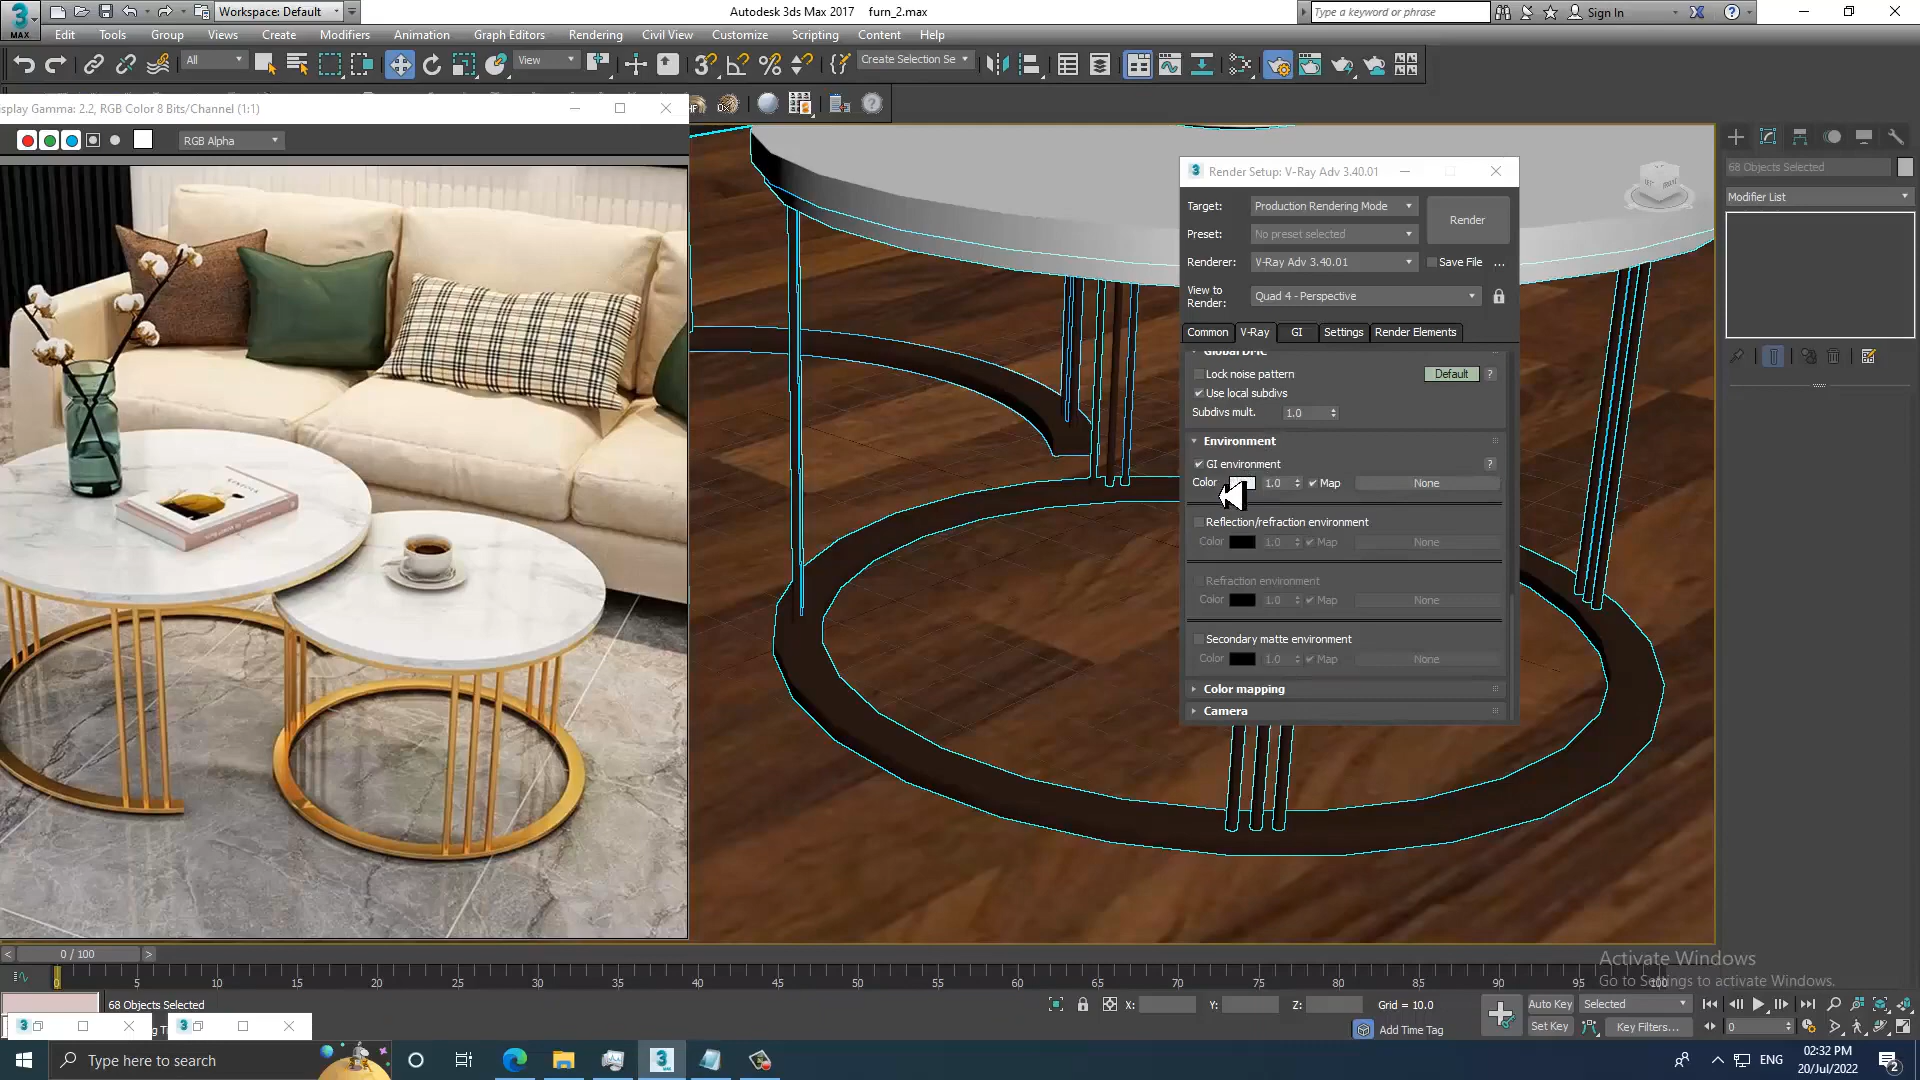 Workspace: Default
Autodesk 3ds Max 2017 furn_2.max
Type a keyword or phrase
Sign In
MAX
Edit Tools Group Views Create Modifiers Animation Graph Editors Rendering Civil View Customize Scripting Content Help
All
View
Create Selection Se
splay Gamma: 2.2, RGB Color 8 Bits/Channel (1:1)
RGB Alpha
68 Objects Selected
Modifier List
Render Setup: V-Ray Adv 3.40.01
Target: Production Rendering Mode
Render
Preset: No preset selected
Renderer: V-Ray Adv 3.40.01 Save File ...
View to Render: Quad 4 - Perspective
Common V-Ray GI Settings Render Elements
Global DMC
Lock noise pattern Default ?
Use local subdivs
Subdivs mult. 1.0
Environment
GI environment ?
Color 1.0 Map None
Reflection/refraction environment
Color 1.0 Map None
Refraction environment
Color 1.0 Map None
Secondary matte environment
Color 1.0 Map None
Color mapping
Camera
Activate Windows
Go to Settings to activate Windows.
0 / 100
0 5 10 15 20 25 30 35 40 45 50 55 60 65 70 75 80 85 90 95 100
68 Objects Selected
X: Y: Z: Grid = 10.0
Auto Key Selected
Add Time Tag
Set Key Key Filters... 0
Type here to search
ENG
02:32 PM
20/Jul/2022
2